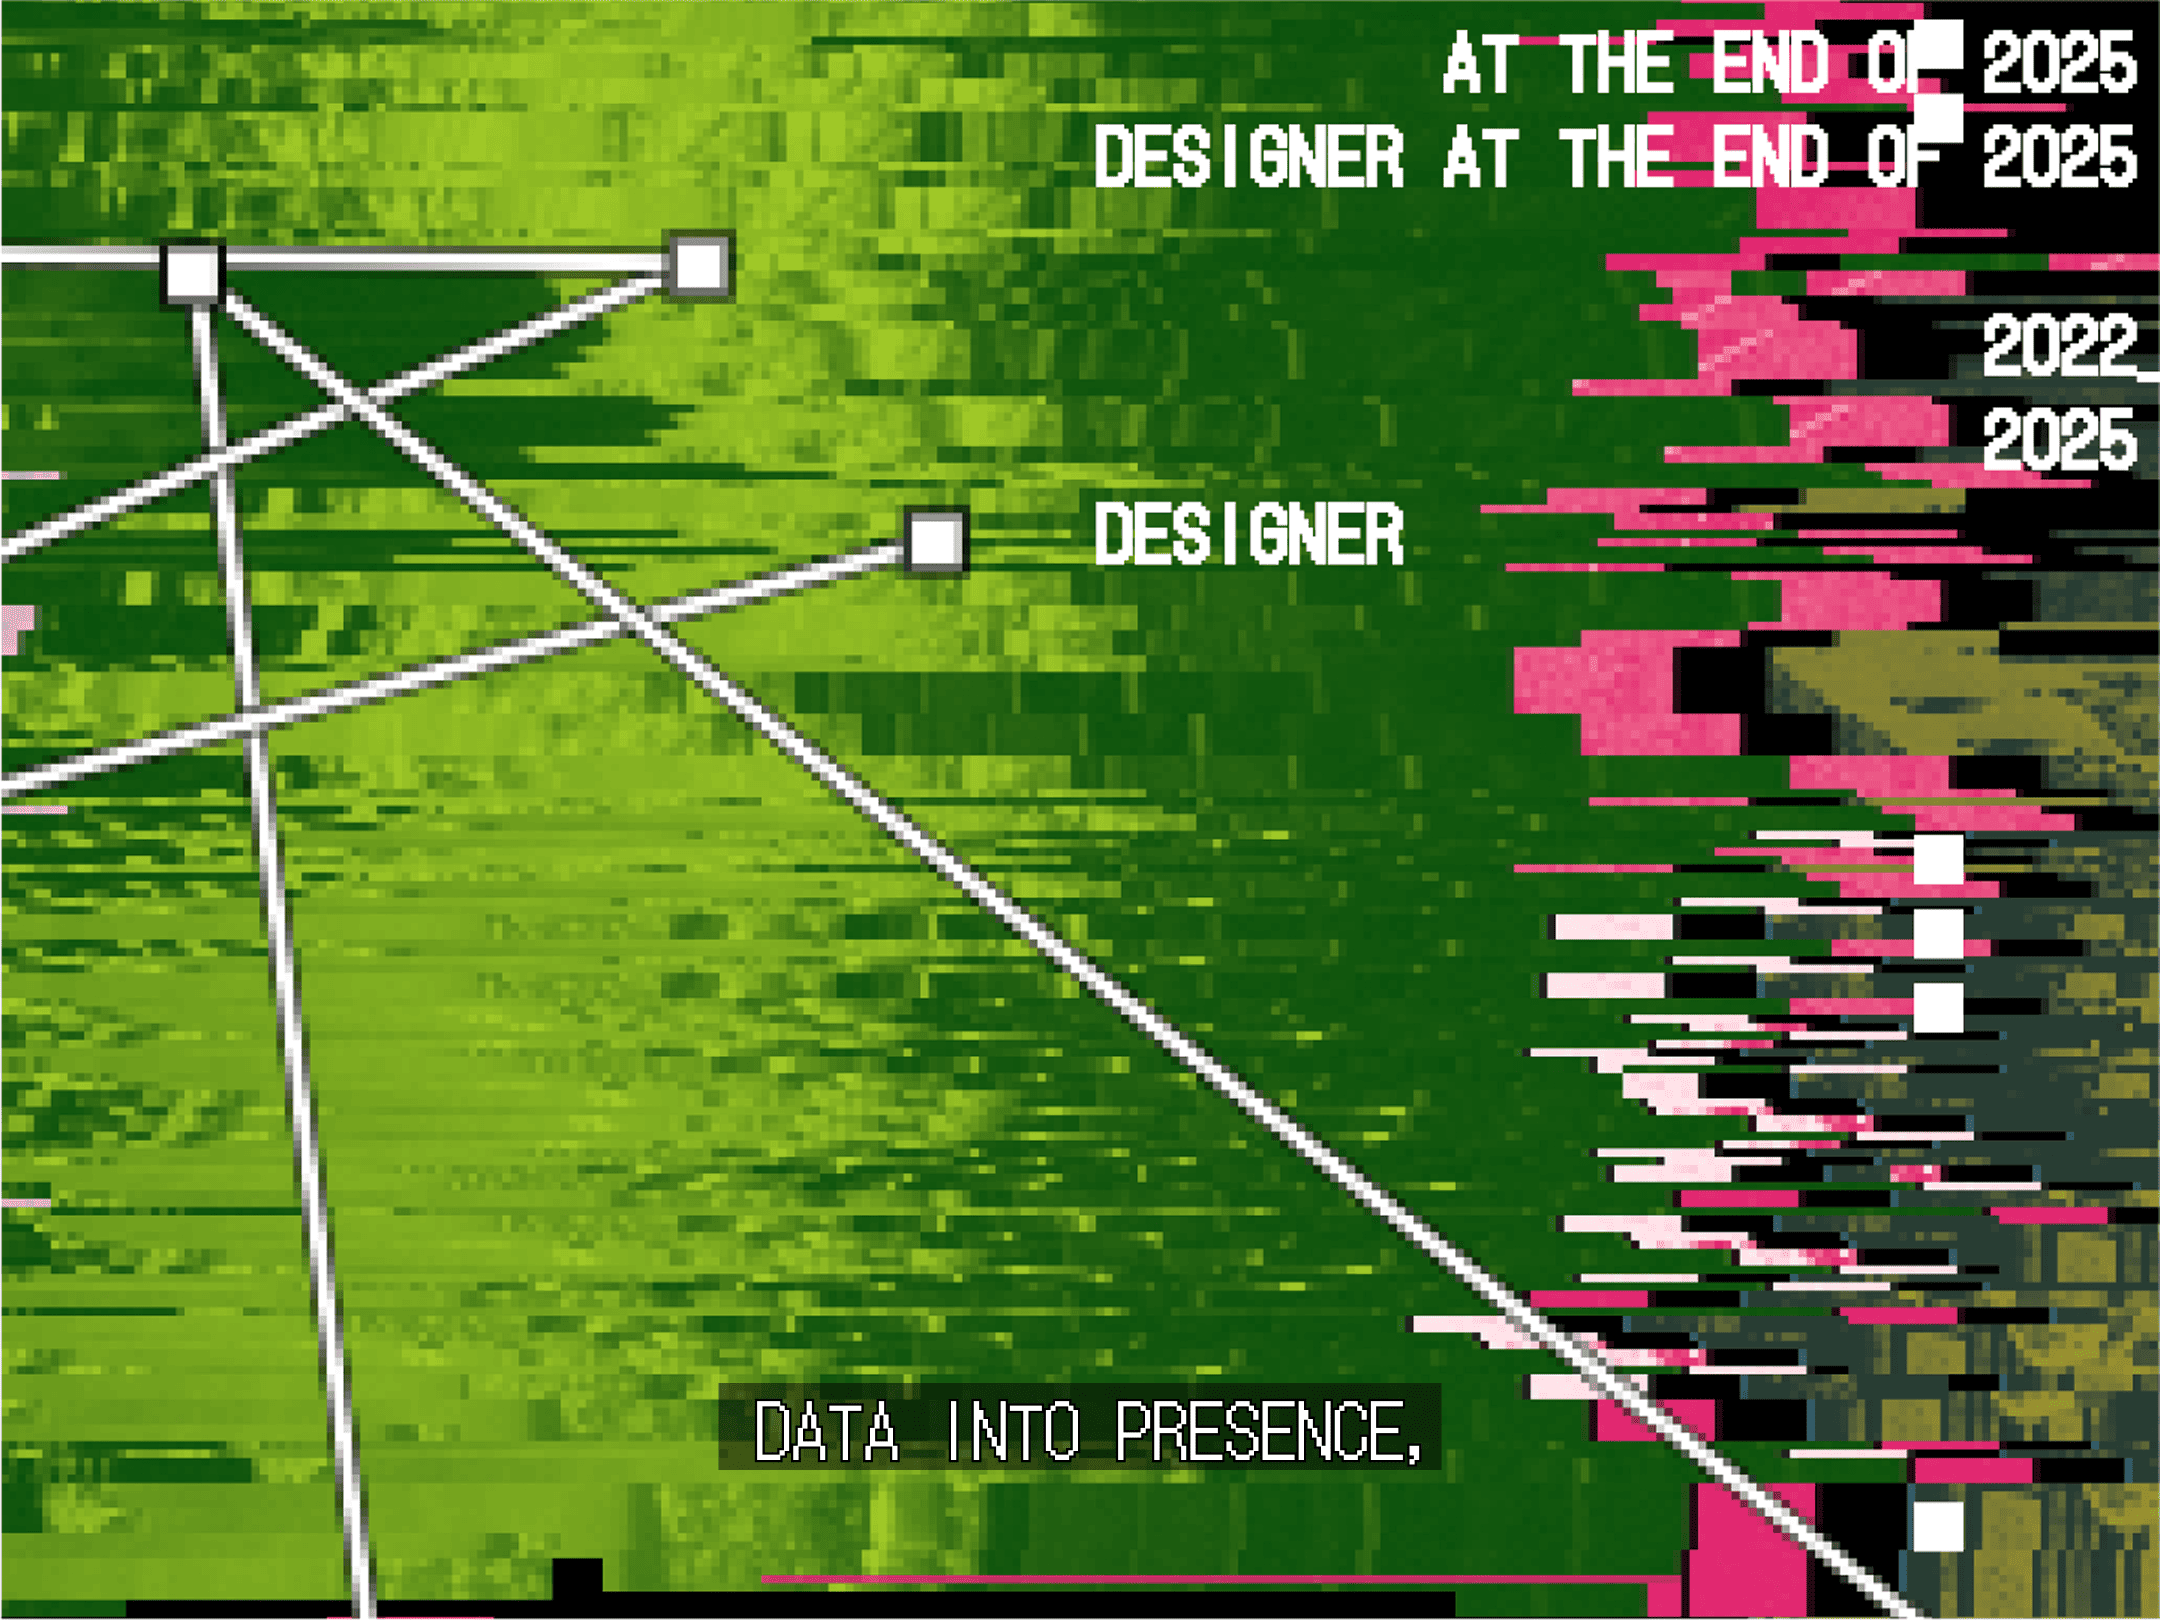 AT THE END OF 2025
DESIGNER AT THE END OF 2025
2022
2025
DESIGNER
DATA INTO PRESENCE,